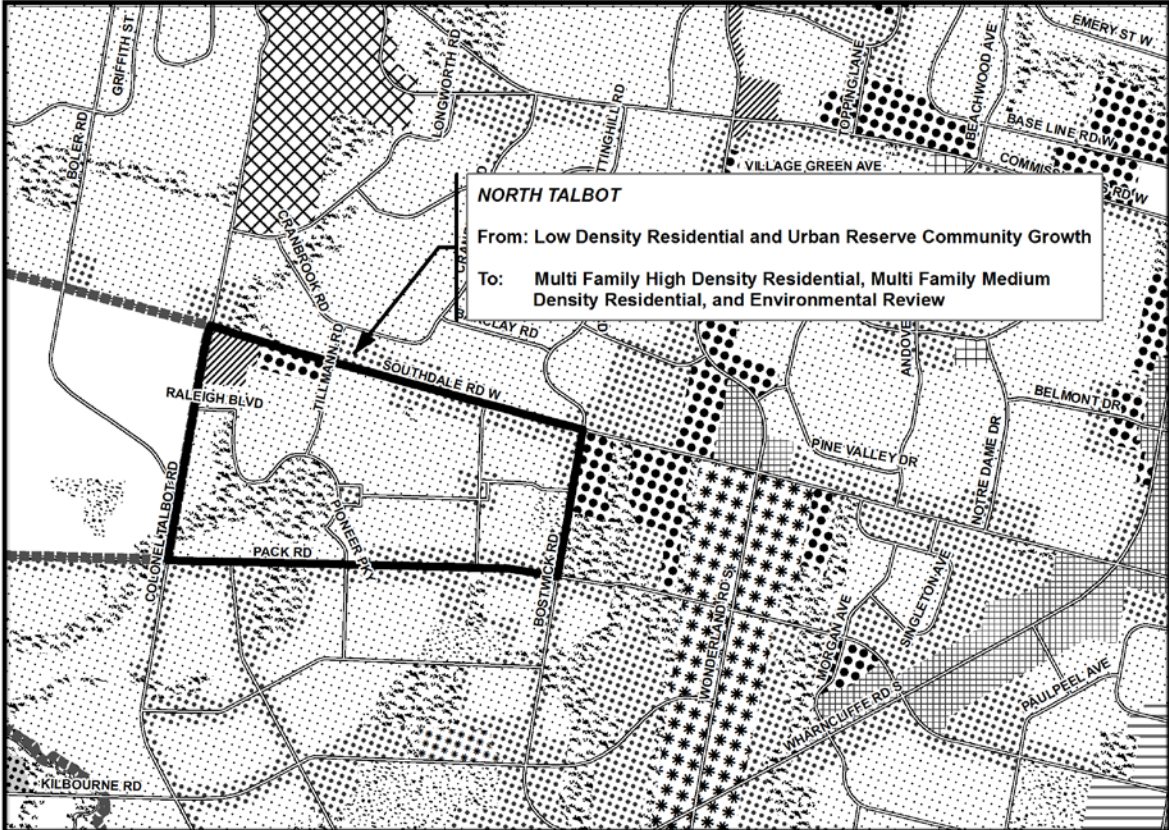 GRIFFITH ST
BOLER RD
LONGWORTH RD
TOPPING LANE
BEACHWOOD AVE
EMERY ST W
BASE LINE RD W
VILLAGE GREEN AVE
NORTH TALBOT
From: Low Density Residential and Urban Reserve Community Growth
To: Multi Family High Density Residential, Multi Family Medium
Density Residential, and Environmental Review
CRANBROOK RD
TILLMANN RD
SOUTHDALE RD W
RALEIGH BLVD
COLONEL TALBOT RD
PIONEER PKY
PACK RD
BOSTWICK RD
BELMONT DR
PINE VALLEY DR
NOTRE DAME DR
WONDERLAND RD S
MORGAN AVE
SINGLETON AVE
WHARNCLIFFE RD S
PAULPEEL AVE
KILBOURNE RD